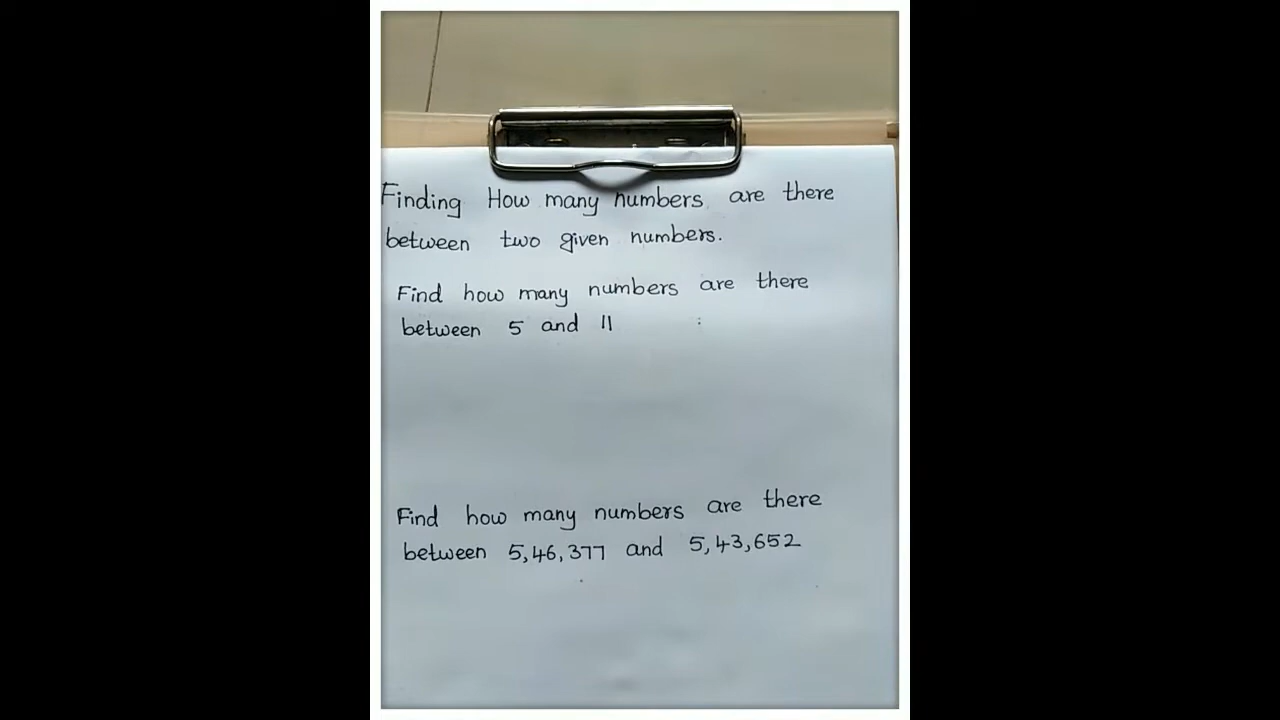 Finding How many numbers are there
between two given numbers.
Find how many numbers are there
between 5 and 11
Find how many numbers are there
between 5,46,377 and 5,43,652